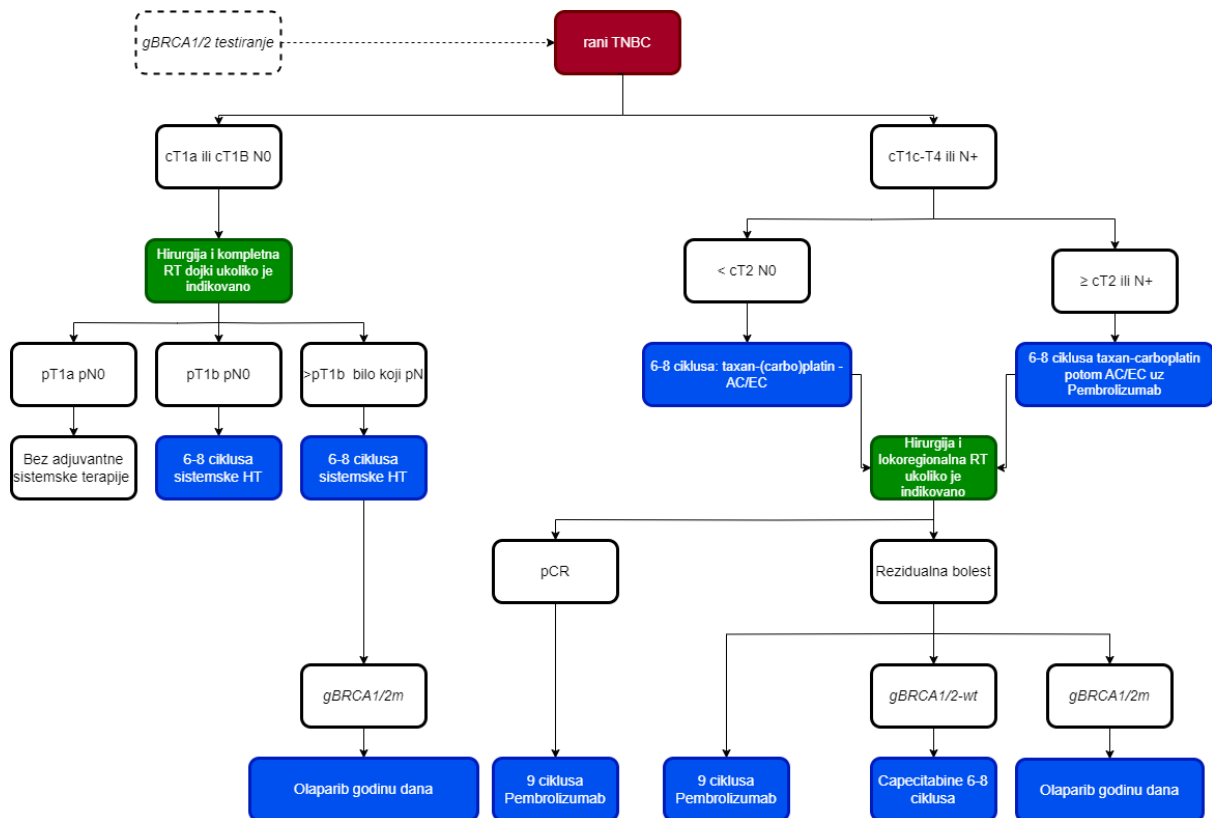 gBRCA1/2 testiranje
rani TNBC
cT1a ili cT1B N0
cT1c-T4 ili N+
Hirurgija i kompletna
RT dojki ukoliko je
indikovano
< cT2 N0
≥ cT2 ili N+
pT1a pN0
pT1b pN0
>pT1b bilo koji pN
6-8 ciklusa: taxan-(carbo)platin -
AC/EC
6-8 ciklusa taxan-carboplatin
potom AC/EC uz
Pembrolizumab
Bez adjuvantne
sistemske terapije
6-8 ciklusa
sistemske HT
6-8 ciklusa
sistemske HT
Hirurgija i
lokoregionalna RT
ukoliko je
indikovano
pCR
Rezidualna bolest
gBRCA1/2m
gBRCA1/2-wt
gBRCA1/2m
Olaparib godinu dana
9 ciklusa
Pembrolizumab
9 ciklusa
Pembrolizumab
Capecitabine 6-8
ciklusa
Olaparib godinu dana